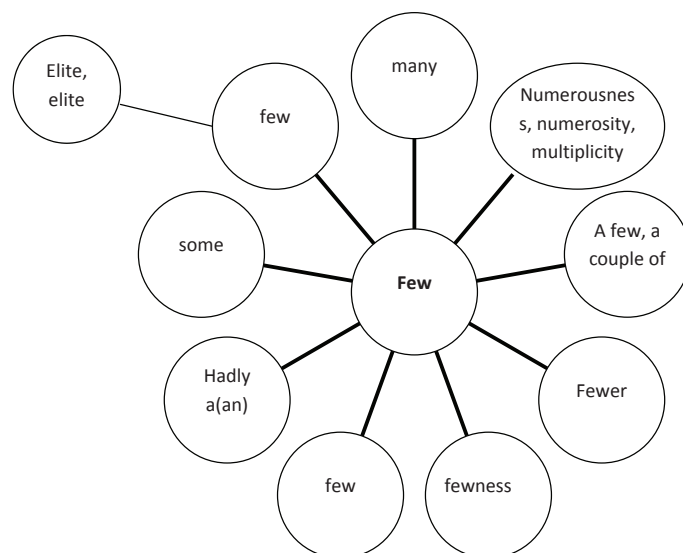 Elite,
elite
few
many
Numerousnes
s, numerosity,
multiplicity
some
Few
A few, a
couple of
Hadly
a(an)
Fewer
few
fewness